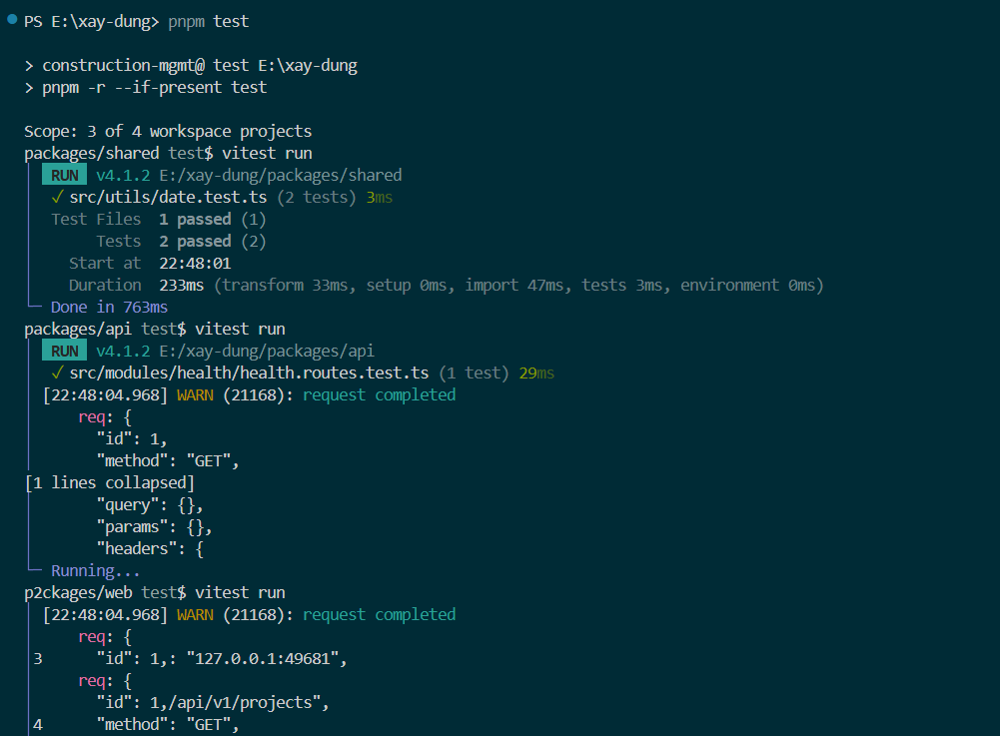 PS E:\xay-dung> pnpm test
> construction-mgmt@ test E:\xay-dung
> pnpm -r --if-present test
Scope: 3 of 4 workspace projects
packages/shared test$ vitest run
RUN v4.1.2 E:/xay-dung/packages/shared
✓ src/utils/date.test.ts (2 tests) 3ms
Test Files 1 passed (1)
Tests 2 passed (2)
Start at 22:48:01
Duration 233ms (transform 33ms, setup 0ms, import 47ms, tests 3ms, environment 0ms)
Done in 763ms
packages/api test$ vitest run
RUN v4.1.2 E:/xay-dung/packages/api
✓ src/modules/health/health.routes.test.ts (1 test) 29ms
[22:48:04.968] WARN (21168): request completed
req: {
"id": 1,
"method": "GET",
[1 lines collapsed]
"query": {},
"params": {},
"headers": {
Running...
p2ckages/web test$ vitest run
[22:48:04.968] WARN (21168): request completed
req: {
3 "id": 1,: "127.0.0.1:49681",
req: {
"id": 1,/api/v1/projects",
4 "method": "GET",